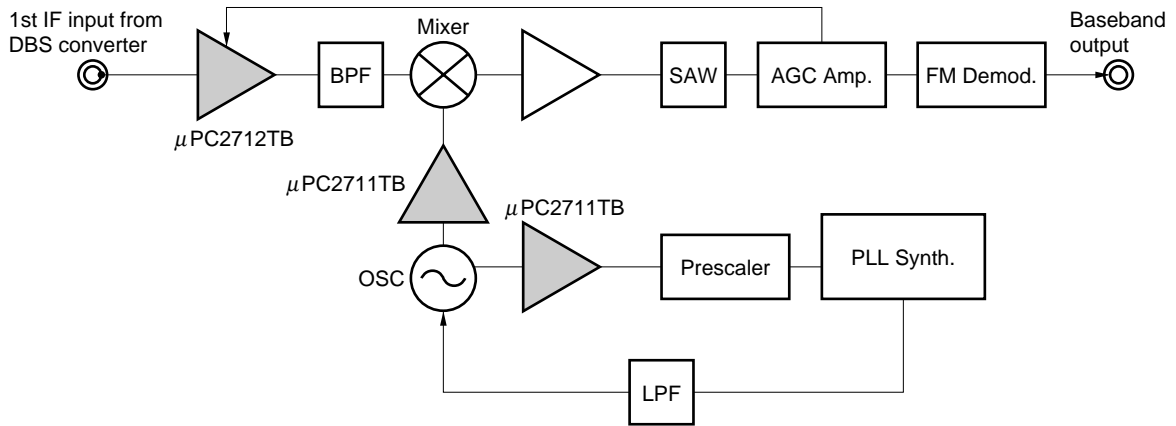 1st IF input from
DBS converter
Mixer
Baseband
output
BPF
SAW
AGC Amp.
FM Demod.
μPC2712TB
μPC2711TB
μPC2711TB
OSC
Prescaler
PLL Synth.
LPF